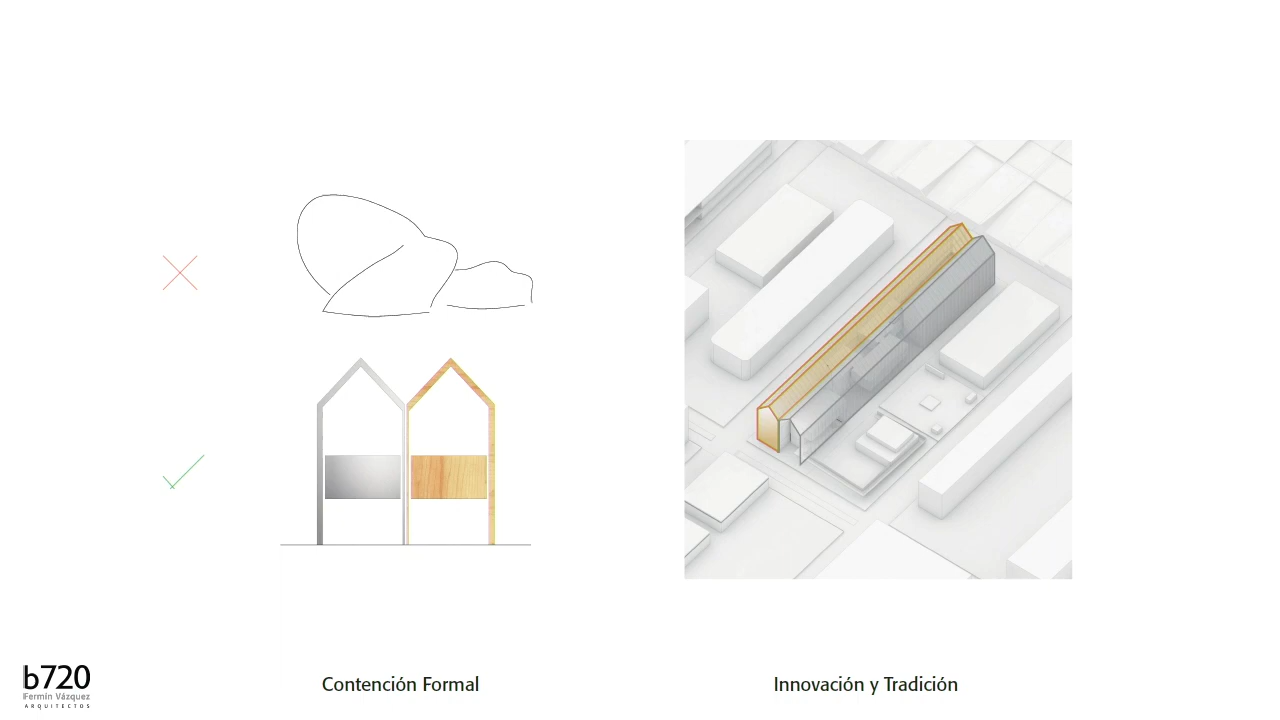 b720
Fermín Vázquez
ARQUITECTOS
Contención Formal
Innovación y Tradición